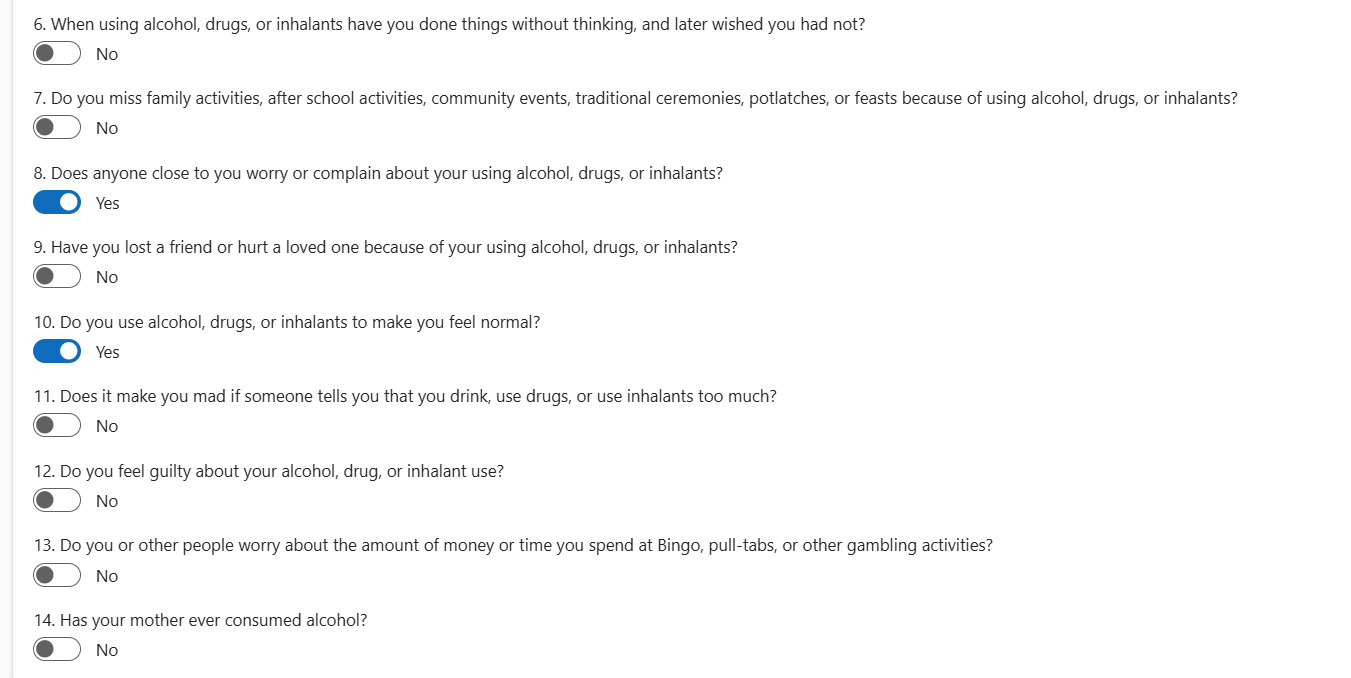 6. When using alcohol, drugs, or inhalants have you done things without thinking, and later wished you had not?
No
7. Do you miss family activities, after school activities, community events, traditional ceremonies, potlatches, or feasts because of using alcohol, drugs, or inhalants?
No
8. Does anyone close to you worry or complain about your using alcohol, drugs, or inhalants?
Yes
9. Have you lost a friend or hurt a loved one because of your using alcohol, drugs, or inhalants?
No
10. Do you use alcohol, drugs, or inhalants to make you feel normal?
Yes
11. Does it make you mad if someone tells you that you drink, use drugs, or use inhalants too much?
No
12. Do you feel guilty about your alcohol, drug, or inhalant use?
No
13. Do you or other people worry about the amount of money or time you spend at Bingo, pull-tabs, or other gambling activities?
No
14. Has your mother ever consumed alcohol?
No